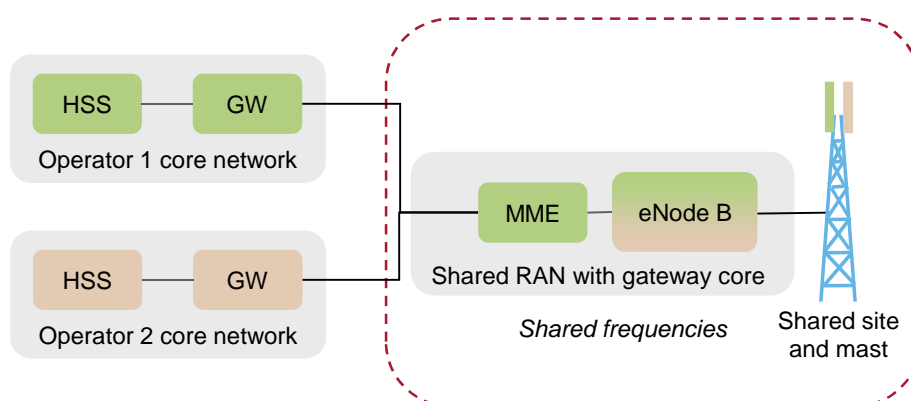 HSS
GW
Operator 1 core network
HSS
GW
Operator 2 core network
MME
eNode B
Shared RAN with gateway core
Shared frequencies
Shared site
and mast